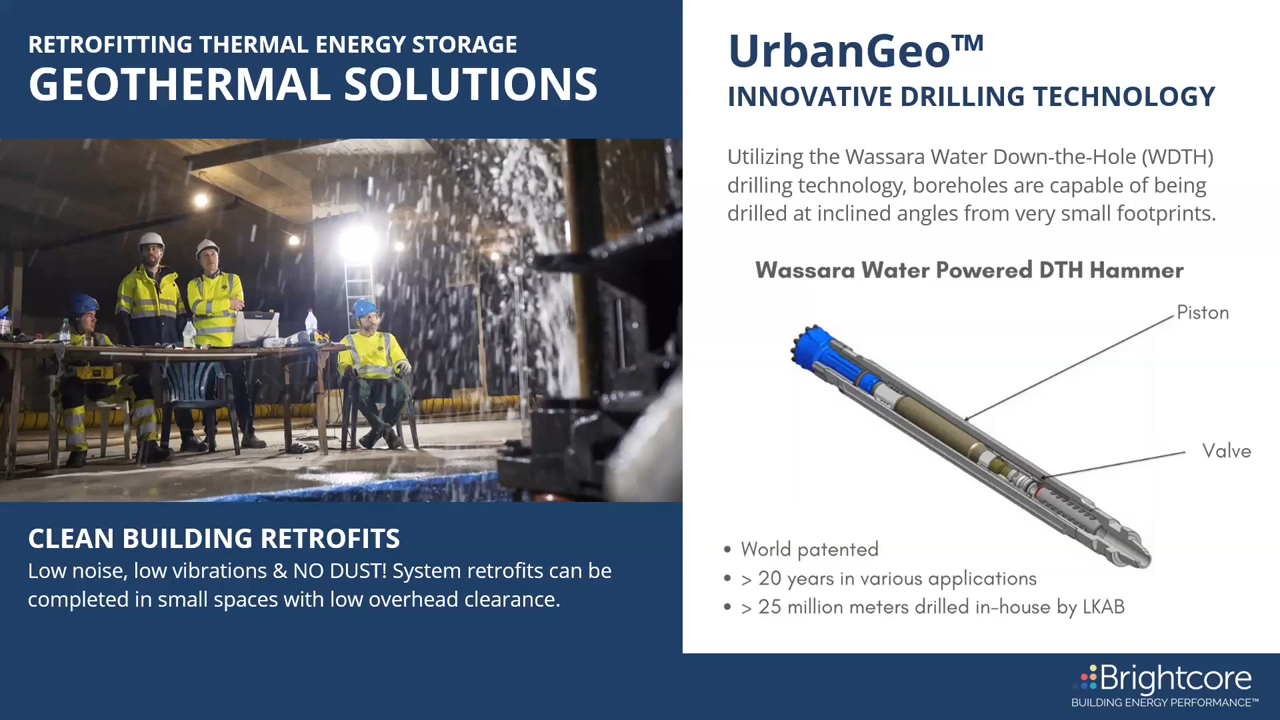 RETROFITTING THERMAL ENERGY STORAGE
GEOTHERMAL SOLUTIONS
CLEAN BUILDING RETROFITS
Low noise, low vibrations & NO DUST! System retrofits can be
completed in small spaces with low overhead clearance.
UrbanGeo™
INNOVATIVE DRILLING TECHNOLOGY
Utilizing the Wassara Water Down-the-Hole (WDTH)
drilling technology, boreholes are capable of being
drilled at inclined angles from very small footprints.
Wassara Water Powered DTH Hammer
Piston
Valve
• World patented
• > 20 years in various applications
• > 25 million meters drilled in-house by LKAB
Brightcore
BUILDING ENERGY PERFORMANCE™